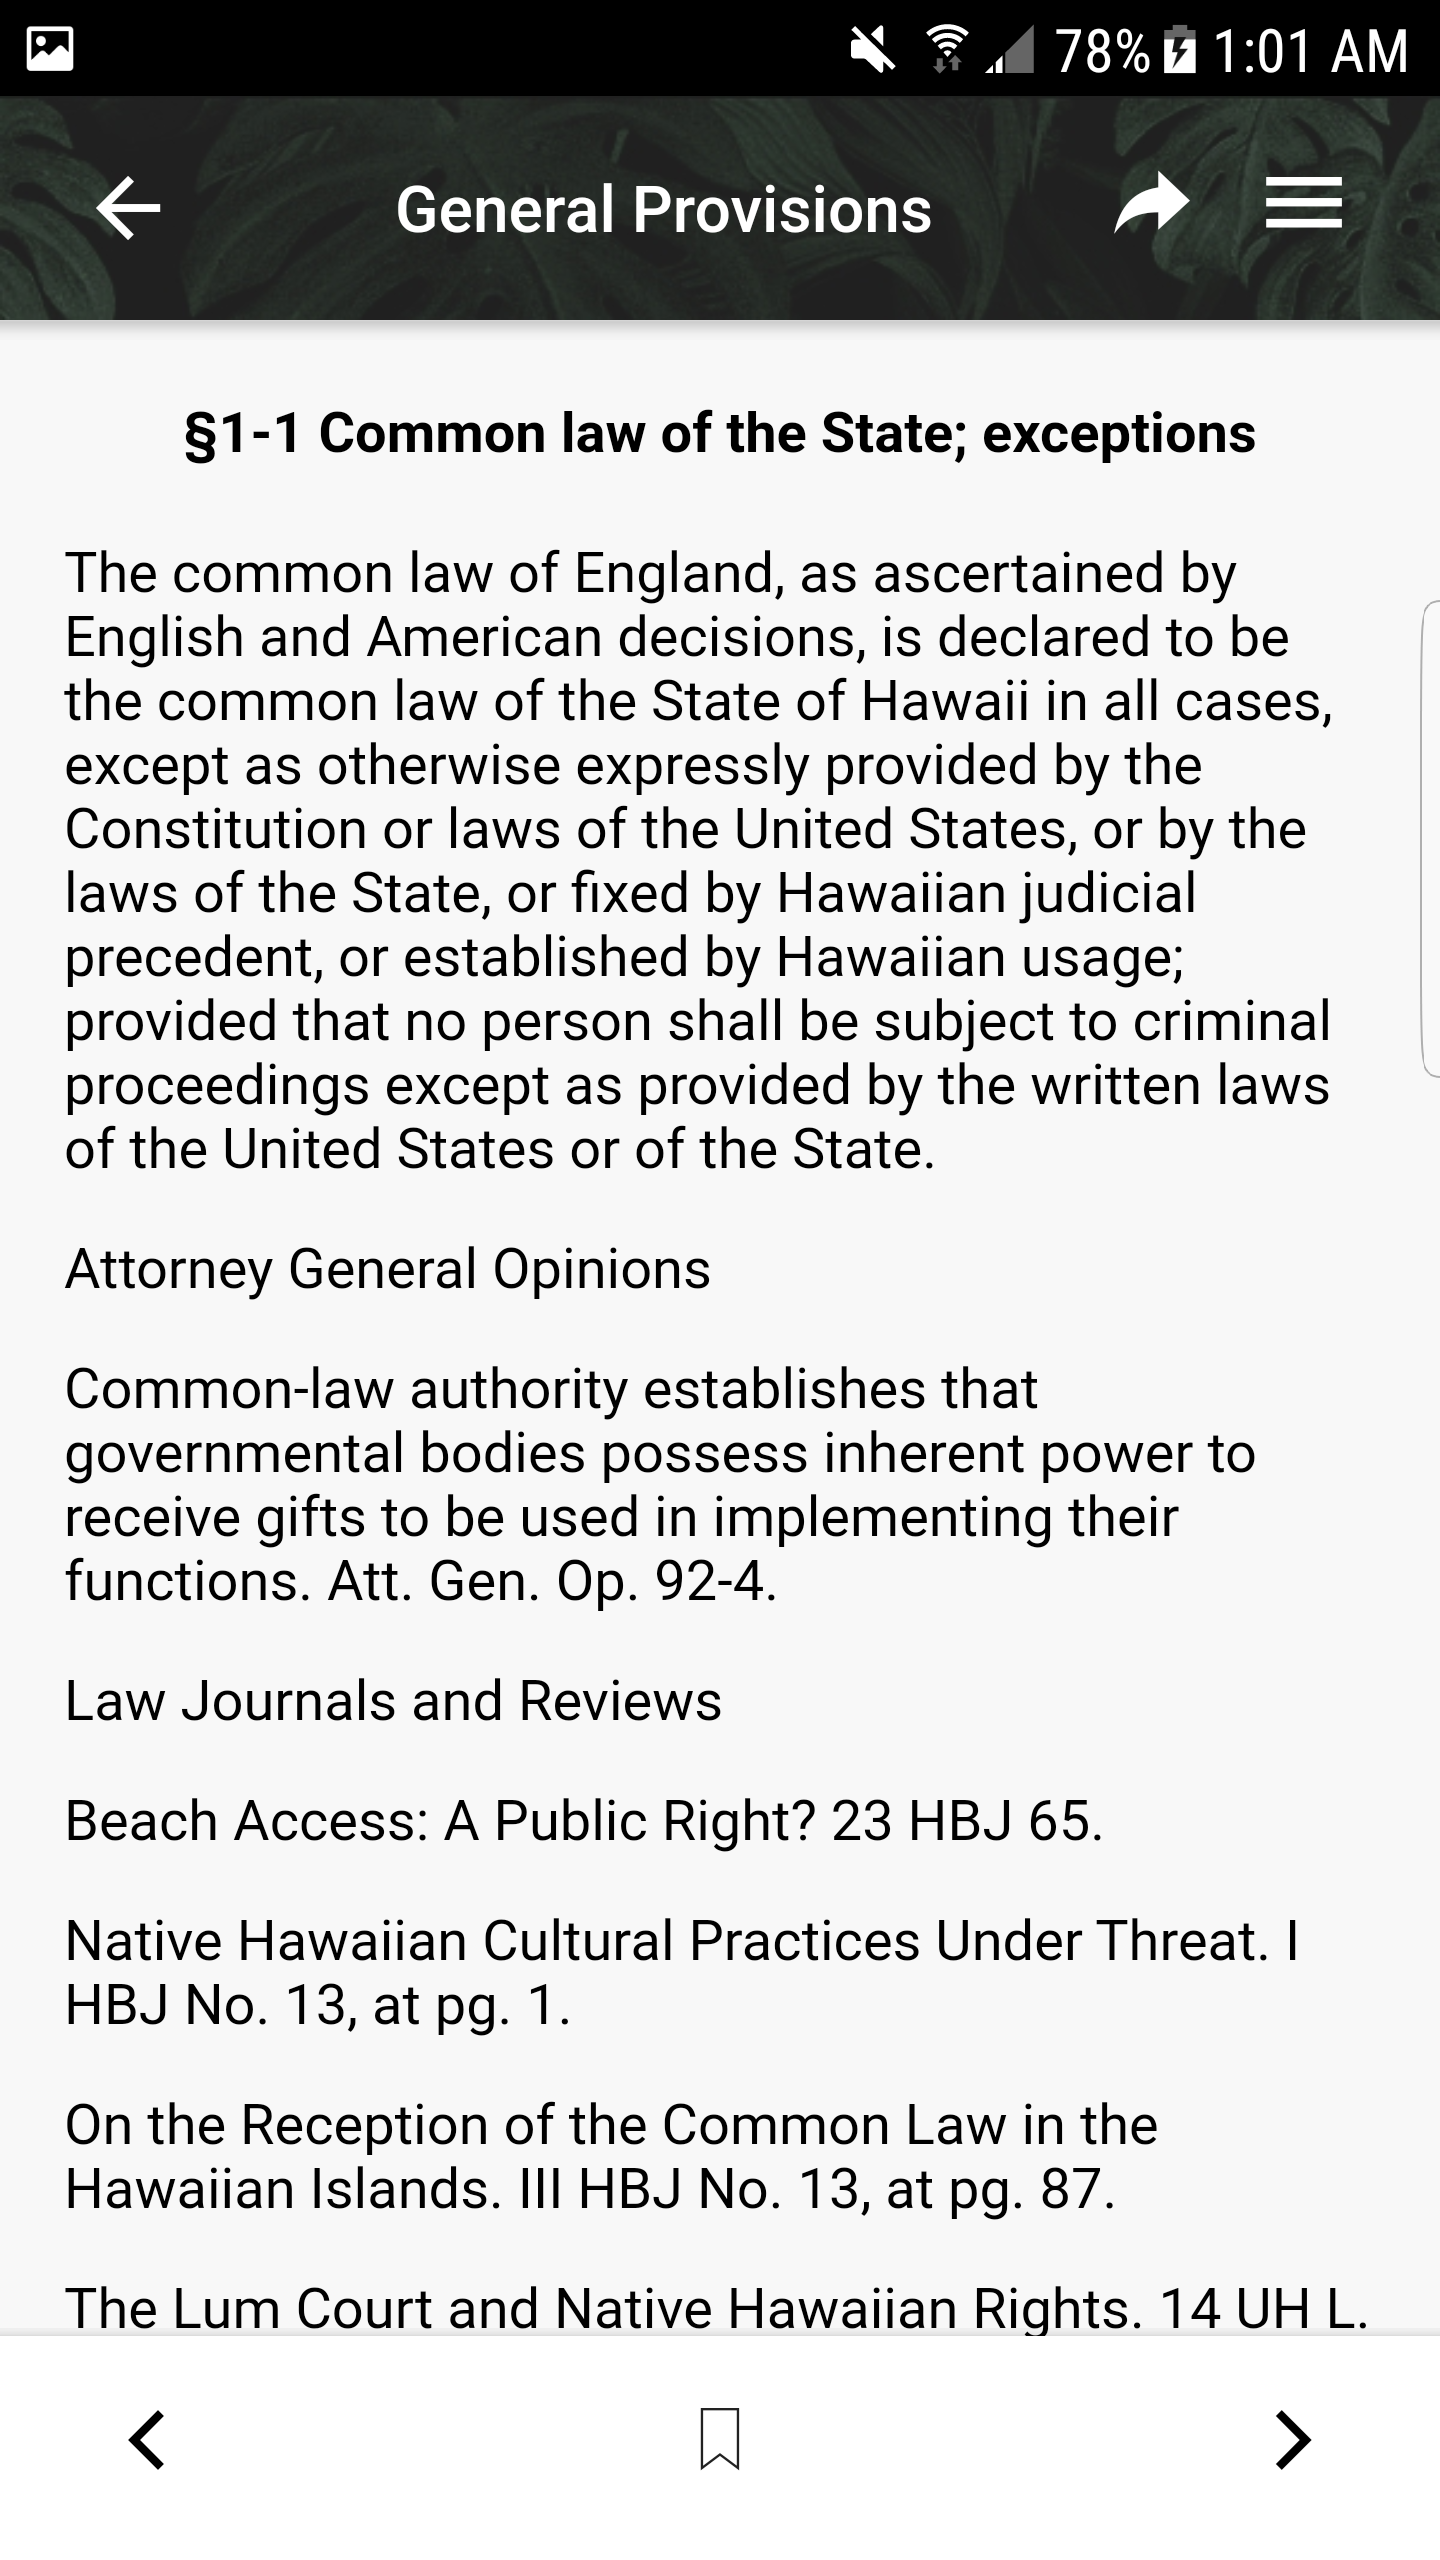 78% 1:01 AM
General Provisions
§1-1 Common law of the State; exceptions
The common law of England, as ascertained by
English and American decisions, is declared to be
the common law of the State of Hawaii in all cases,
except as otherwise expressly provided by the
Constitution or laws of the United States, or by the
laws of the State, or fixed by Hawaiian judicial
precedent, or established by Hawaiian usage;
provided that no person shall be subject to criminal
proceedings except as provided by the written laws
of the United States or of the State.
Attorney General Opinions
Common-law authority establishes that
governmental bodies possess inherent power to
receive gifts to be used in implementing their
functions. Att. Gen. Op. 92-4.
Law Journals and Reviews
Beach Access: A Public Right? 23 HBJ 65.
Native Hawaiian Cultural Practices Under Threat. I
HBJ No. 13, at pg. 1.
On the Reception of the Common Law in the
Hawaiian Islands. III HBJ No. 13, at pg. 87.
The Lum Court and Native Hawaiian Rights. 14 UH L.